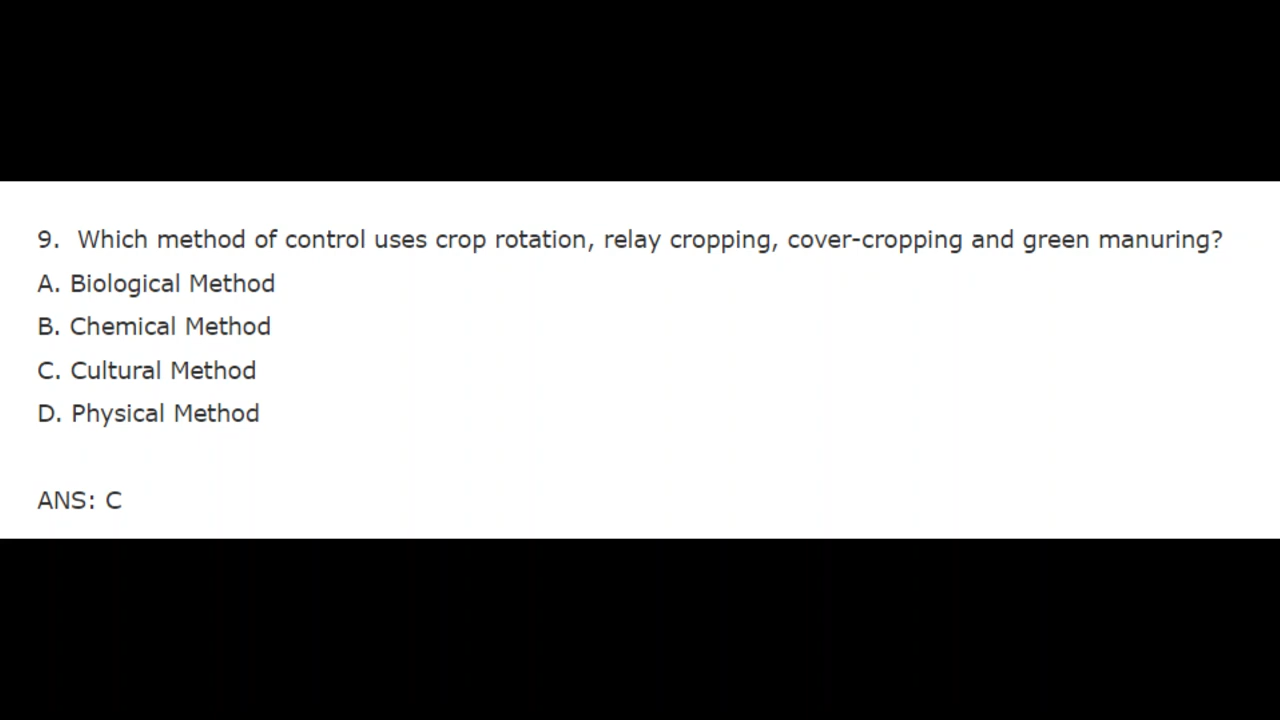 9. Which method of control uses crop rotation, relay cropping, cover-cropping and green manuring?
A. Biological Method
B. Chemical Method
C. Cultural Method
D. Physical Method
ANS: C